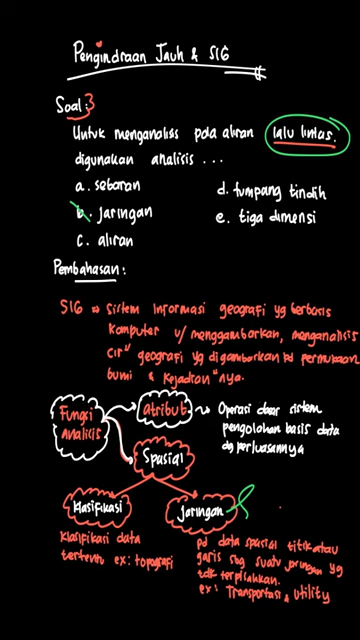 Pengindraan Jauh & SIG
Soal:
Untuk menganalisis pola aliran lalu lintas
digunakan analisis ...
a. sebaran
b. jaringan
c. aliran
d. tumpang tindih
e. tiga dimensi
Pembahasan:
SIG => Sistem informasi geografi yg berbasis
komputer u/ menggambarkan, menganalisis
Cir" geografi yg digambarkan pd permukaan
bumi & kejadian"nya.
Fungsi
Analisis
atribut
Operasi dasar sistem
pengolahan basis data
dg perluasannya
Spasial
Klasifikasi
Klasifikasi data
tertentu ex: topografi
Jaringan
pd data spasial titik atau
garis sbg suatu jaringan yg
tdk terpisahkan.
ex: Transportasi & utility